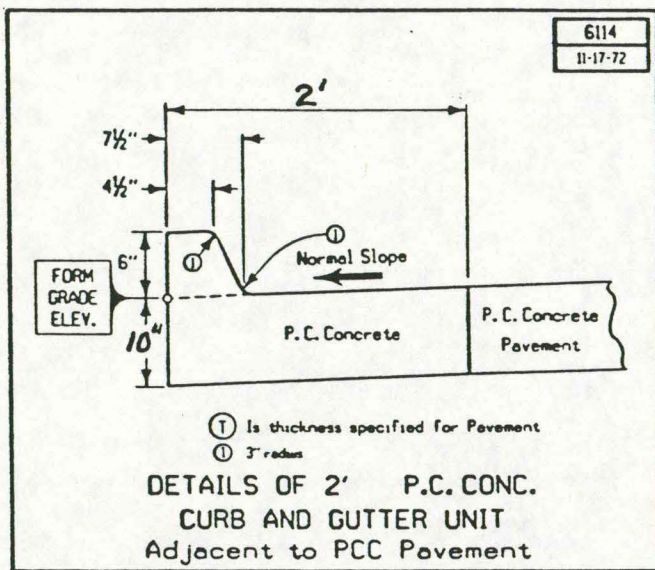 6114
11-17-72
2'
7½"
4½"
6"
①
①
Normal Slope
FORM
GRADE
ELEV.
10"
P.C. Concrete
P.C. Concrete
Pavement
Ⓣ Is thickness specified for Pavement
① 3" radius
DETAILS OF 2' P.C. CONC.
CURB AND GUTTER UNIT
Adjacent to PCC Pavement